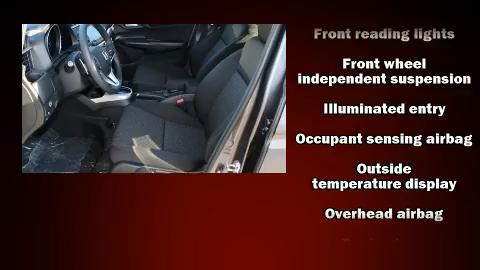 Front reading lights
Front wheel
independent suspension
Illuminated entry
Occupant sensing airbag
Outside
temperature display
Overhead airbag